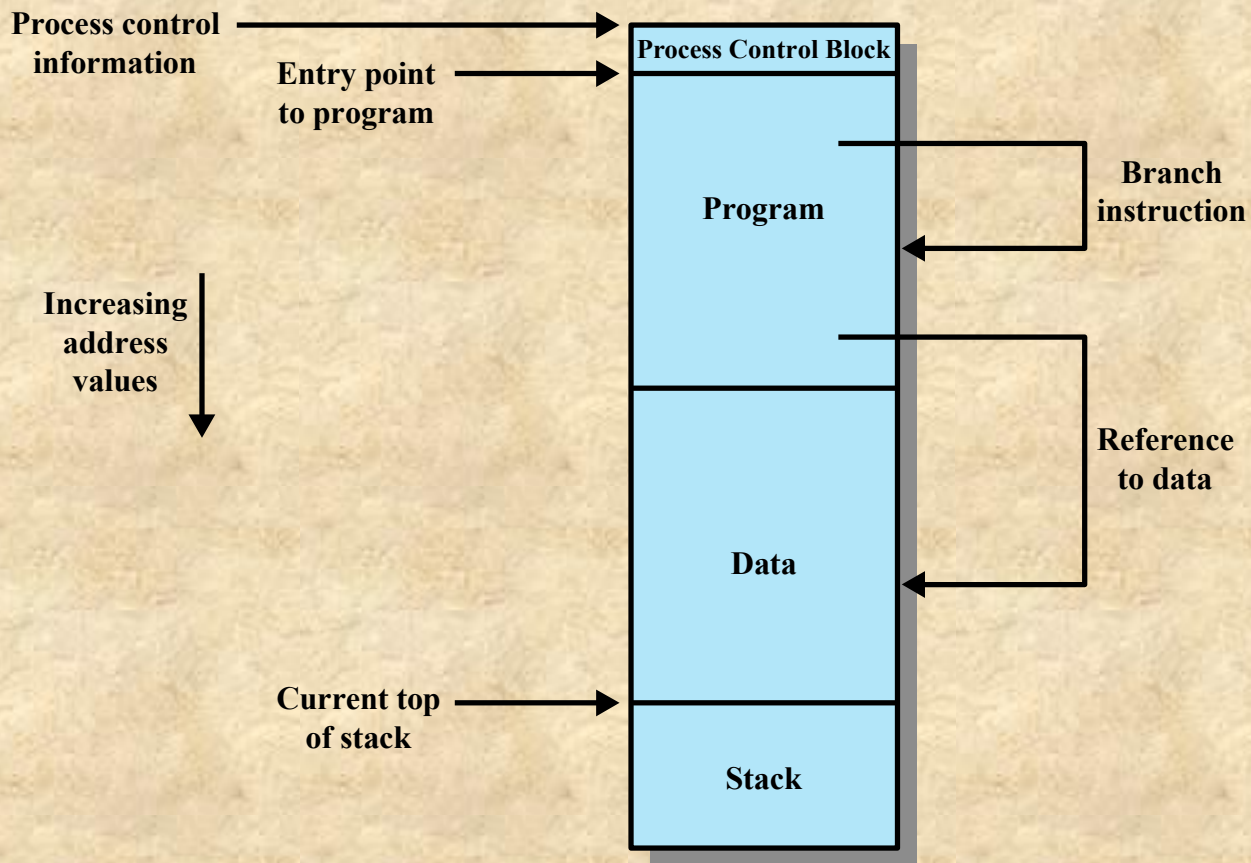 Process control
information
Process Control Block
Entry point
to program
Branch
instruction
Program
Increasing
address
values
Reference
to data
Data
Current top
of stack
Stack